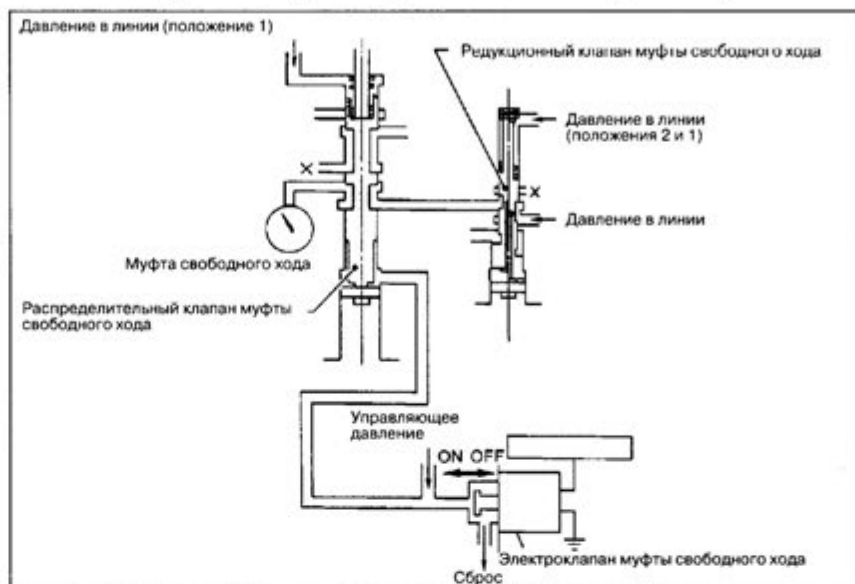 Давление в линии (положение 1)
Редукционный клапан муфты свободного хода
Давление в линии
(положения 2 и 1)
X
X
Давление в линии
Муфта свободного хода
Распределительный клапан муфты
свободного хода
Управляющее
давление
ON OFF
Электроклапан муфты свободного хода
Сброс